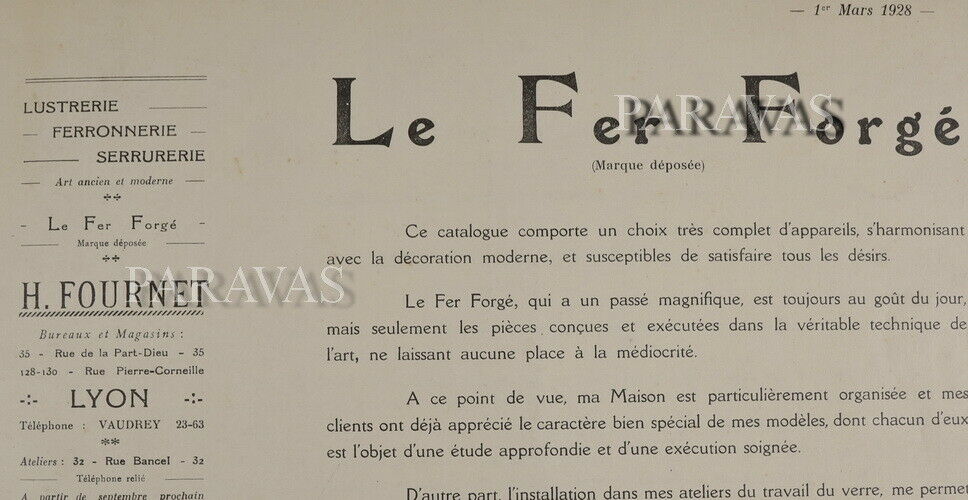 — 1er Mars 1928 —
LUSTRERIE
FERRONNERIE
SERRURERIE
Art ancien et moderne
Le Fer Forgé
Marque déposée
H. FOURNET
Bureaux et Magasins :
35 - Rue de la Part-Dieu - 35
128-130 - Rue Pierre-Corneille
-:- LYON -:-
Téléphone : VAUDREY 23-63
Ateliers : 32 - Rue Bancel - 32
Téléphone relié
A partir de septembre prochain
Le Fer Forgé
(Marque déposée)
Ce catalogue comporte un choix très complet d'appareils, s'harmonisant
avec la décoration moderne, et susceptibles de satisfaire tous les désirs.
Le Fer Forgé, qui a un passé magnifique, est toujours au goût du jour,
mais seulement les pièces conçues et exécutées dans la véritable technique de
l'art, ne laissant aucune place à la médiocrité.
A ce point de vue, ma Maison est particulièrement organisée et mes
clients ont déjà apprécié le caractère bien spécial de mes modèles, dont chacun d'eux
est l'objet d'une étude approfondie et d'une exécution soignée.
D'autre part, l'installation dans mes ateliers du travail du verre, me permet
PARAVAS
PARAVAS